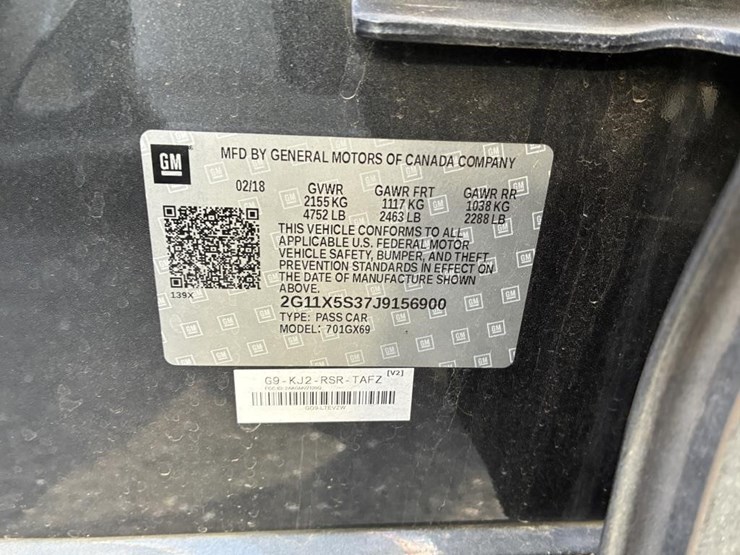 GM
MFD BY GENERAL MOTORS OF CANADA COMPANY
02/18 GVWR GAWR FRT GAWR RR
2155 KG 1117 KG 1038 KG
4752 LB 2463 LB 2288 LB
THIS VEHICLE CONFORMS TO ALL
APPLICABLE U.S. FEDERAL MOTOR
VEHICLE SAFETY, BUMPER, AND THEFT
PREVENTION STANDARDS IN EFFECT ON
THE DATE OF MANUFACTURE SHOWN
ABOVE.
139X
2G11X5S37J9156900
TYPE: PASS CAR
MODEL: 701GX69
G9-KJ2-RSR-TAFZ [V2]